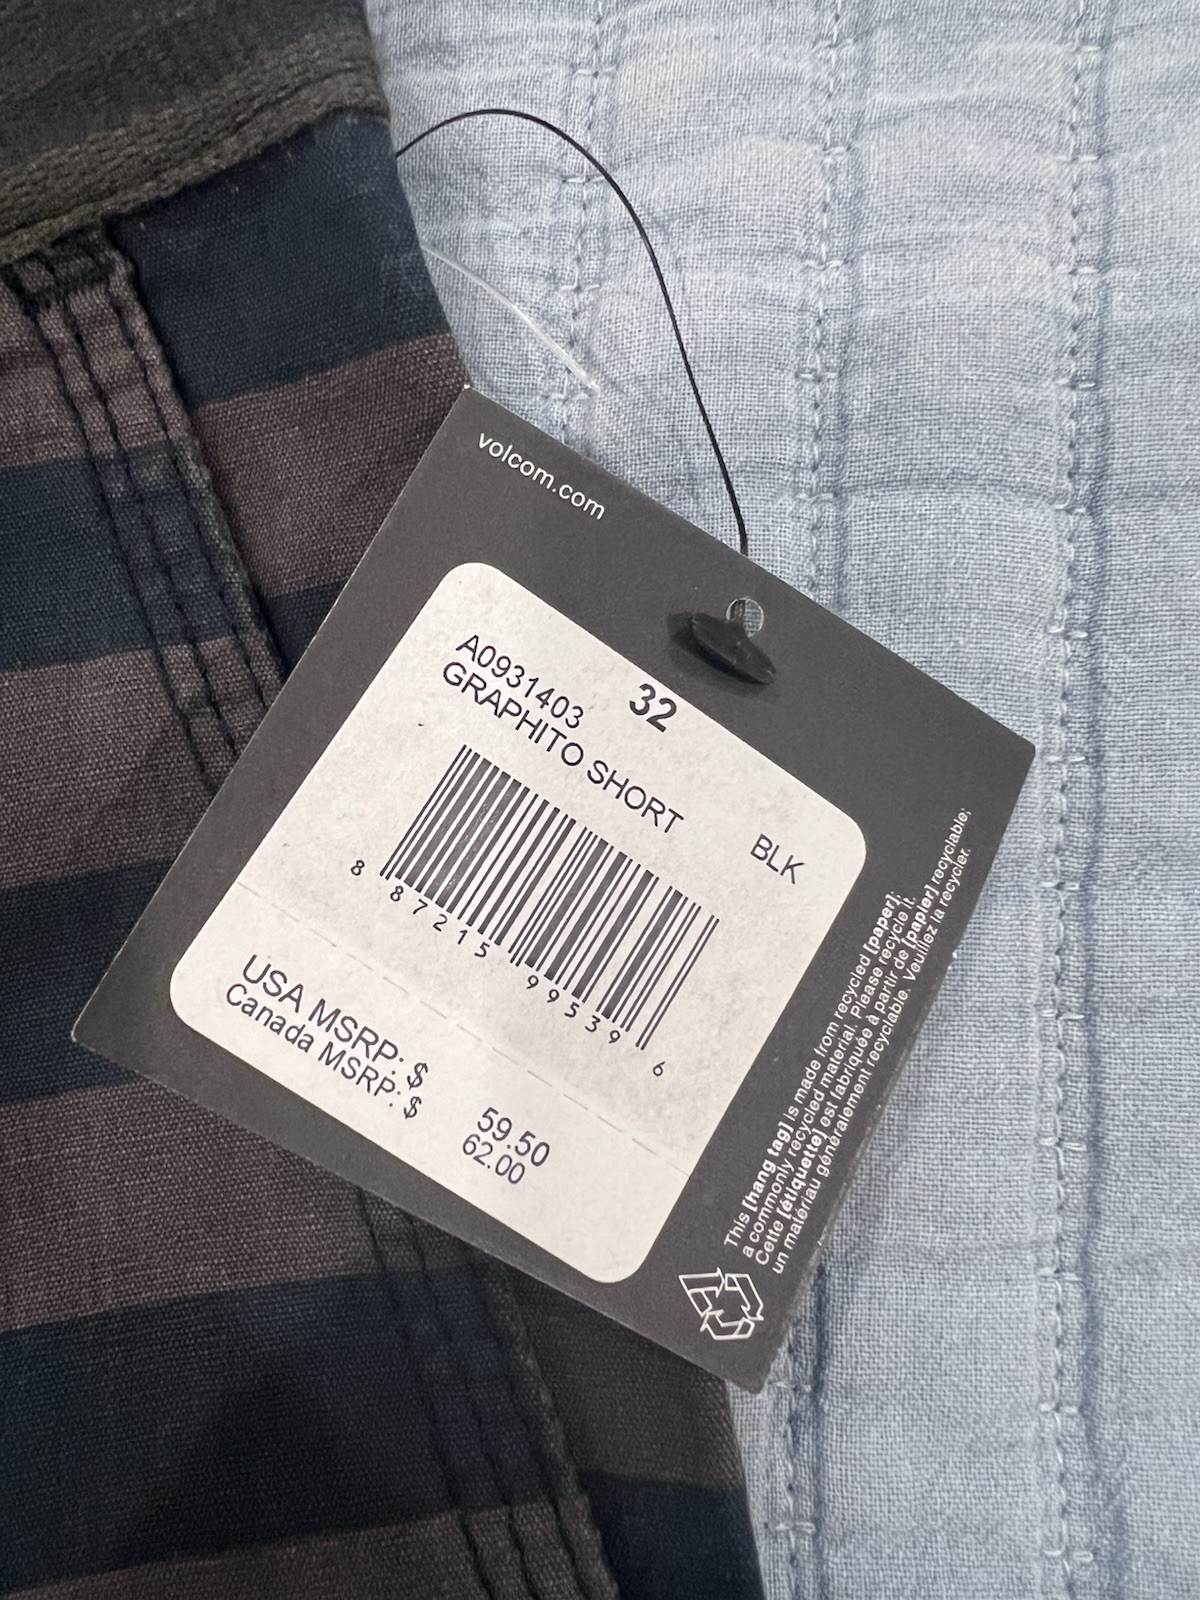 volcom.com
A0931403 32
GRAPHITO SHORT BLK
8 87215 99539 6
USA MSRP: $ 59.50
Canada MSRP: $ 62.00
This [hang tag] is made from recycled [paper];
a commonly recycled material. Please recycle it.
Cette [étiquette] est fabriquée à partir de [papier] recyclable;
un matériau généralement recyclable. Veuillez la recycler.